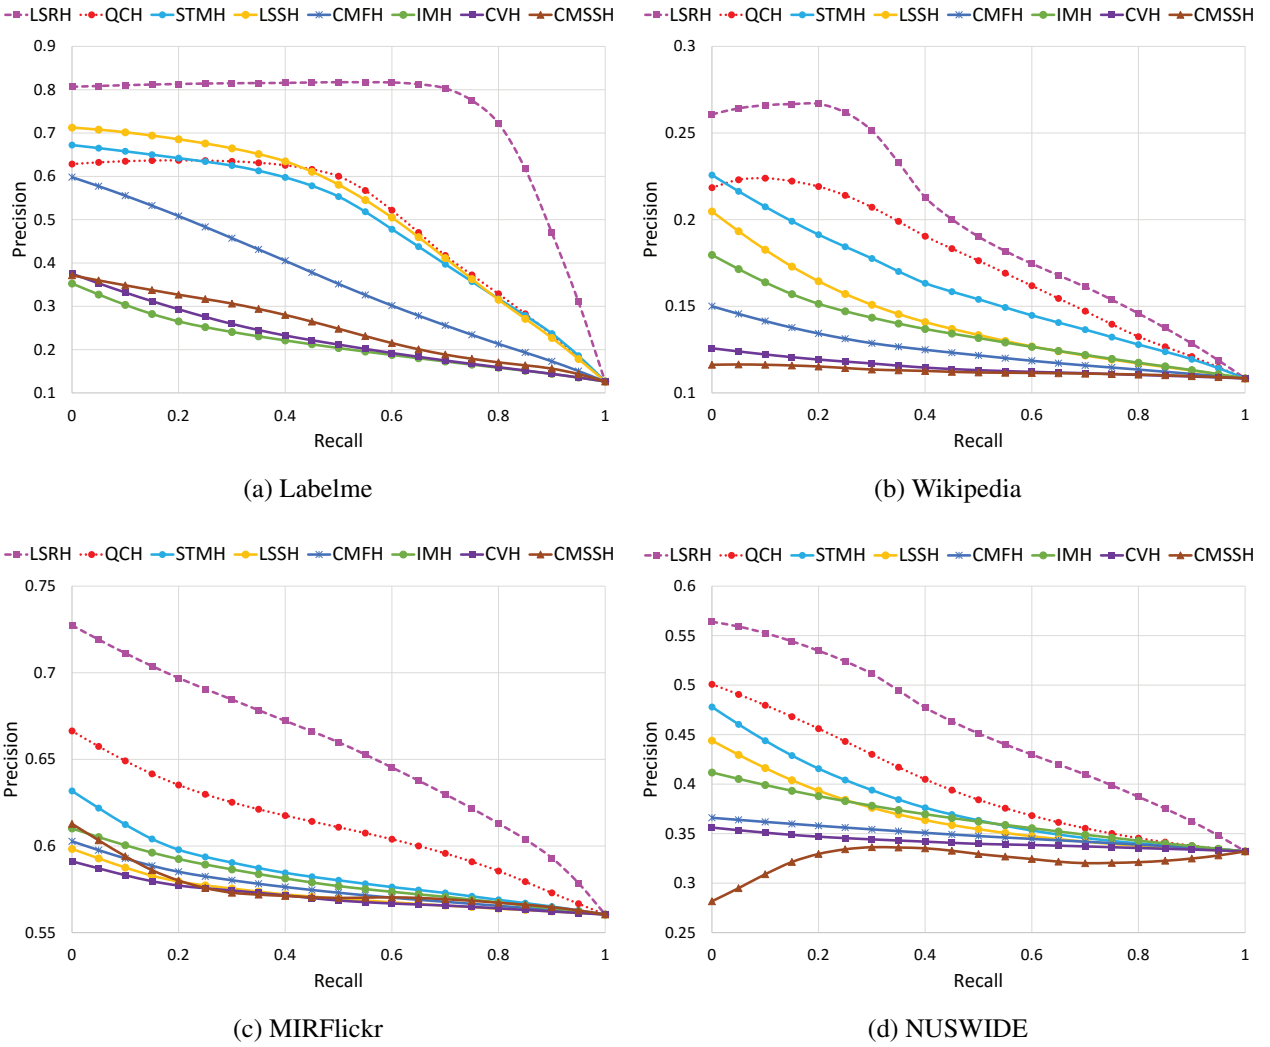 LSRH QCH STMH LSSH CMFH IMH CVH CMSSH
0.9
0.8
0.7
0.6
0.5
0.4
0.3
0.2
0.1
Precision
0 0.2 0.4 0.6 0.8 1
Recall
(a) Labelme
LSRH QCH STMH LSSH CMFH IMH CVH CMSSH
0.3
0.25
0.2
0.15
0.1
Precision
0 0.2 0.4 0.6 0.8 1
Recall
(b) Wikipedia
LSRH QCH STMH LSSH CMFH IMH CVH CMSSH
0.75
0.7
0.65
0.6
0.55
Precision
0 0.2 0.4 0.6 0.8 1
Recall
(c) MIRFlickr
LSRH QCH STMH LSSH CMFH IMH CVH CMSSH
0.6
0.55
0.5
0.45
0.4
0.35
0.3
0.25
Precision
0 0.2 0.4 0.6 0.8 1
Recall
(d) NUSWIDE